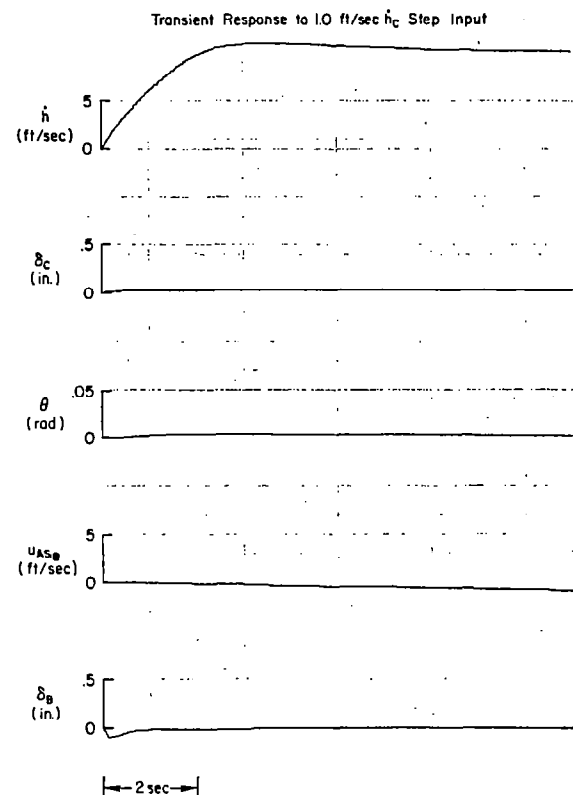 Transient Response to 1.0 ft/sec ḣc Step Input
5
ḣ
(ft/sec)
0
.5
δc
(in.)
0
.05
θ
(rad)
0
5
uASe
(ft/sec)
0
.5
δB
(in.)
0
2 sec